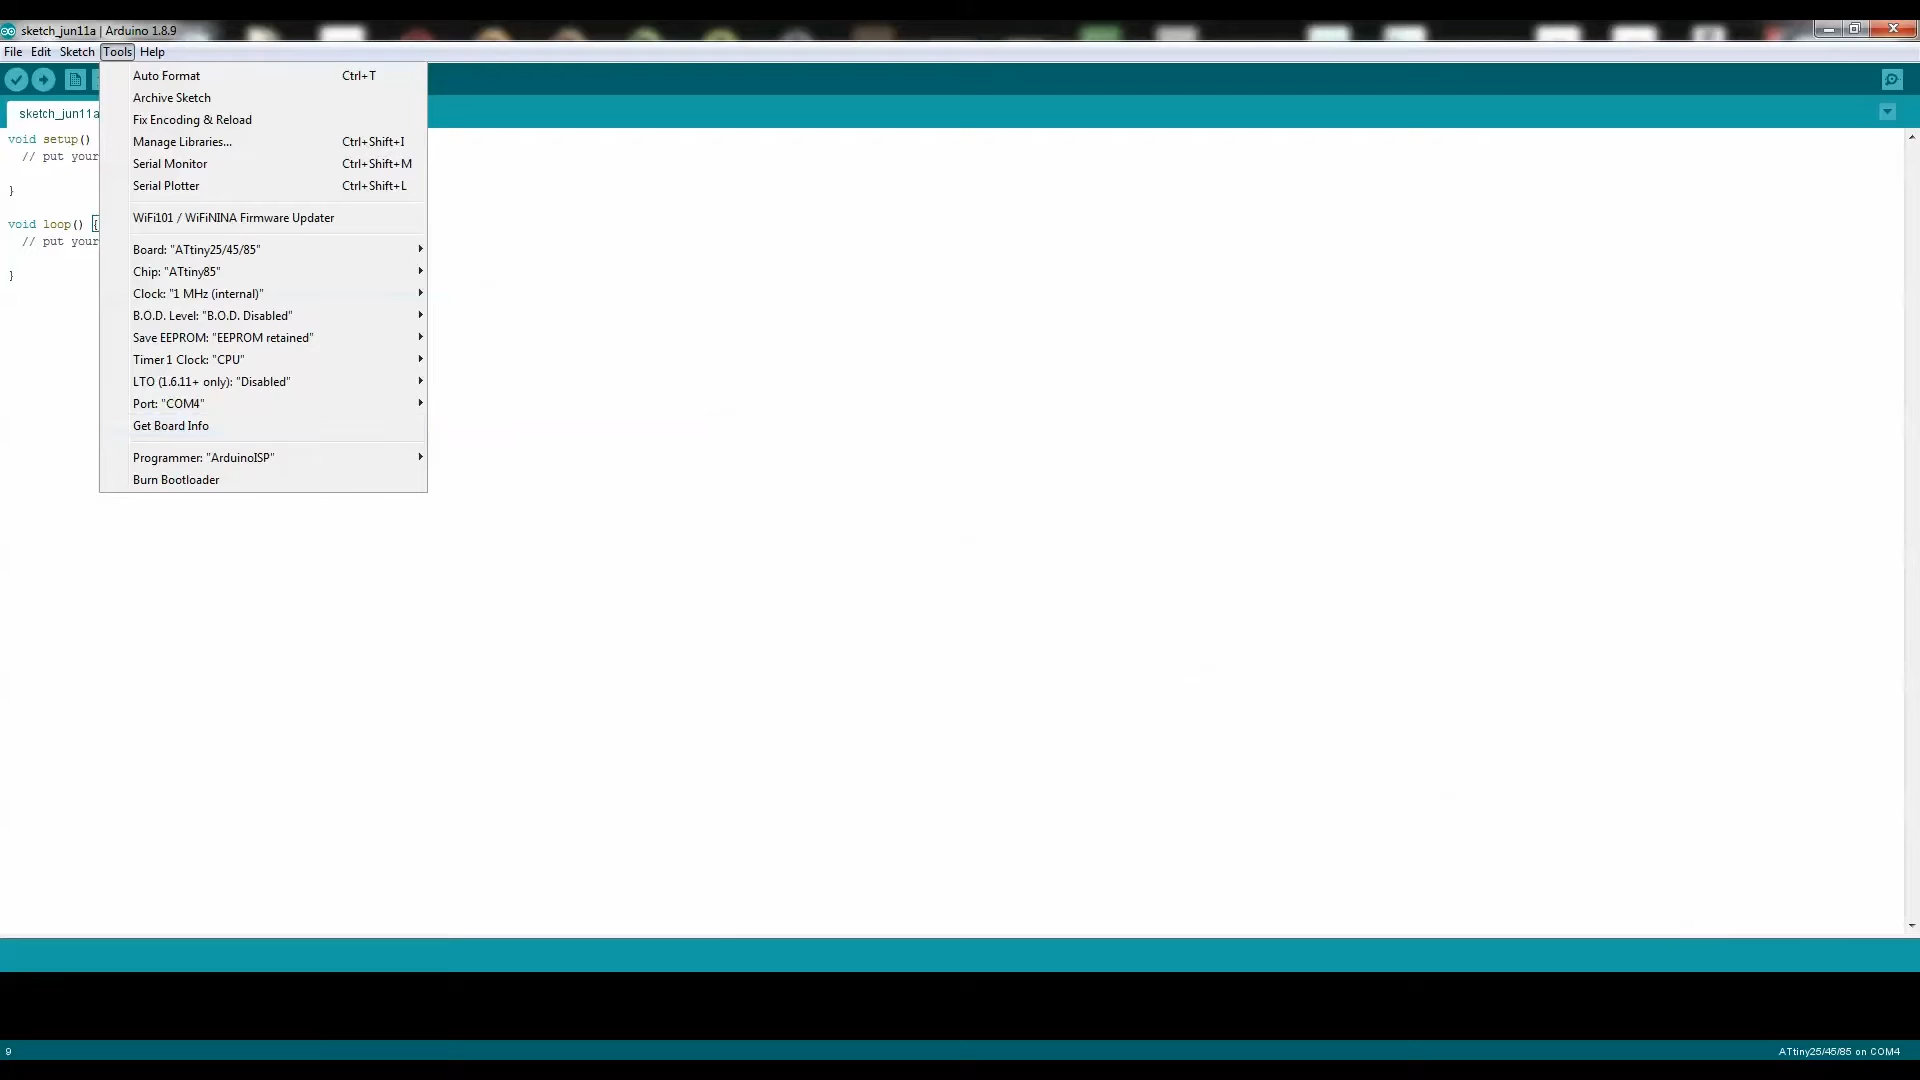 sketch_jun11a | Arduino 1.8.9
File Edit Sketch Tools Help
Auto Format Ctrl+T
Archive Sketch
Fix Encoding & Reload
Manage Libraries... Ctrl+Shift+I
Serial Monitor Ctrl+Shift+M
Serial Plotter Ctrl+Shift+L
WiFi101 / WiFiNINA Firmware Updater
Board: "ATtiny25/45/85"
Chip: "ATtiny85"
Clock: "1 MHz (internal)"
B.O.D. Level: "B.O.D. Disabled"
Save EEPROM: "EEPROM retained"
Timer 1 Clock: "CPU"
LTO (1.6.11+ only): "Disabled"
Port: "COM4"
Get Board Info
Programmer: "ArduinoISP"
Burn Bootloader
sketch_jun11a
void setup()
// put your
}
void loop() {
// put your
}
9
ATtiny25/45/85 on COM4